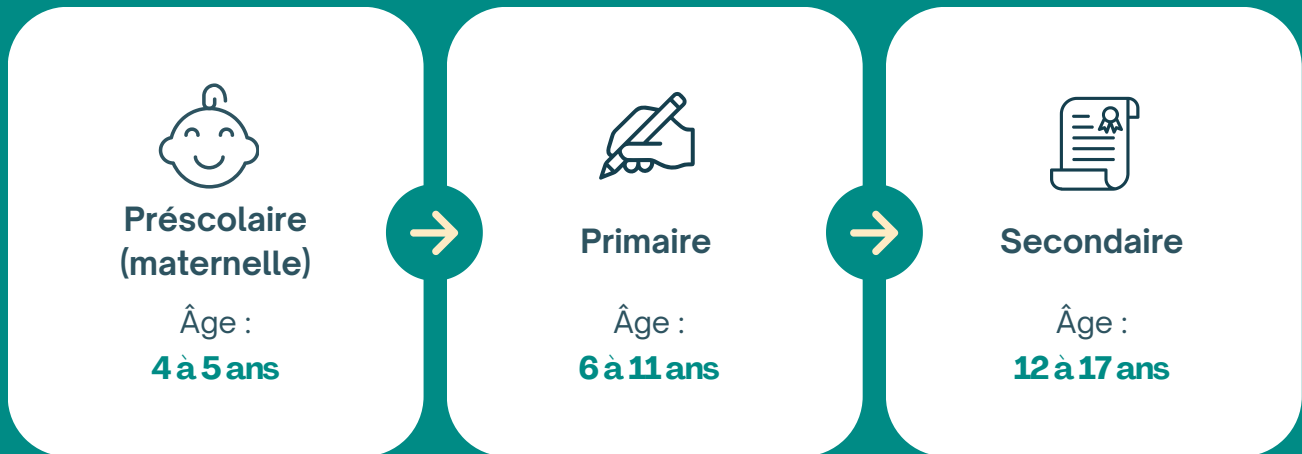 Préscolaire
(maternelle)
Âge :
4 à 5 ans
Primaire
Âge :
6 à 11 ans
Secondaire
Âge :
12 à 17 ans